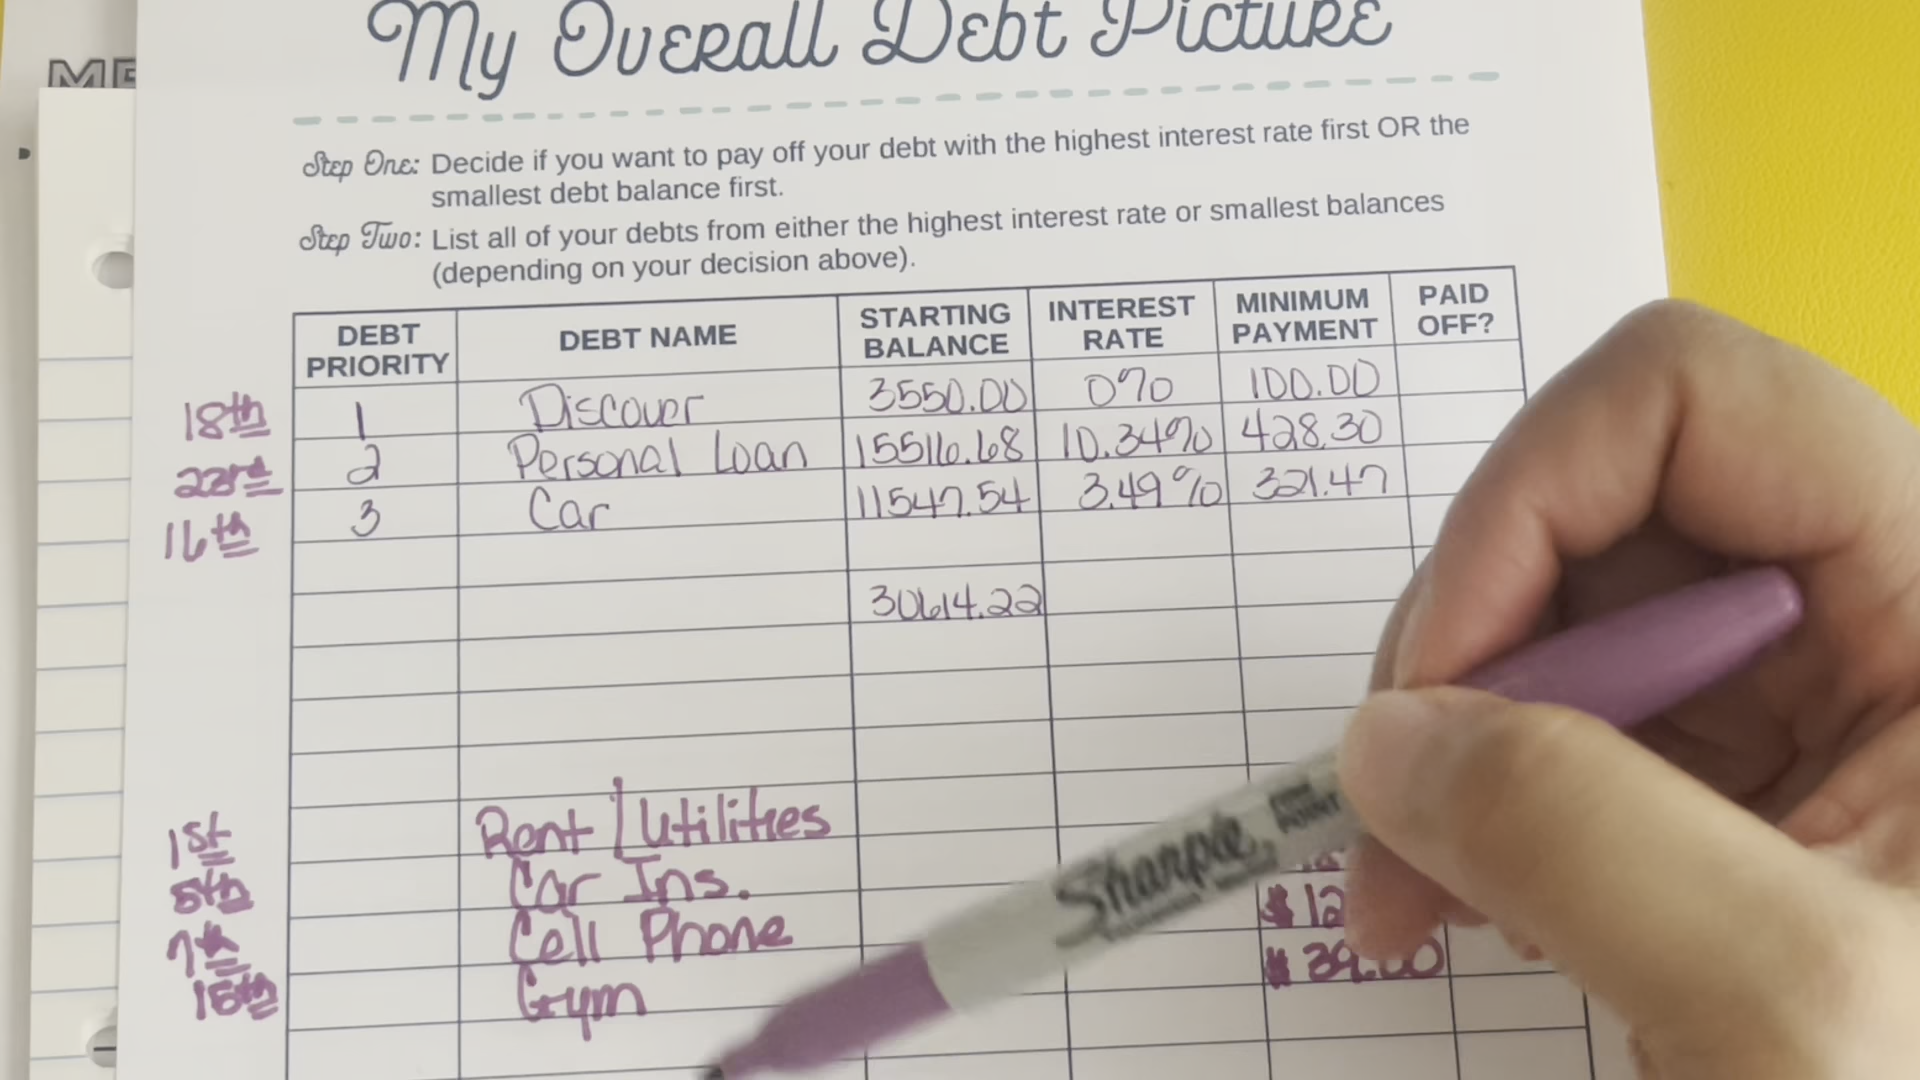 My Overall Debt Picture
Step One: Decide if you want to pay off your debt with the highest interest rate first OR the
smallest debt balance first.
Step Two: List all of your debts from either the highest interest rate or smallest balances
(depending on your decision above).
DEBT PRIORITY DEBT NAME STARTING BALANCE INTEREST RATE MINIMUM PAYMENT PAID OFF?
18th 1 Discover 3550.00 0% 100.00
23rd 2 Personal Loan 15516.68 10.34% 428.30
16th 3 Car 11547.54 3.49% 321.47
30614.22
1st Rent / Utilities
5th Car Ins.
7th Cell Phone $ 12
15th Gym $ 39.00
Sharpie
POINT